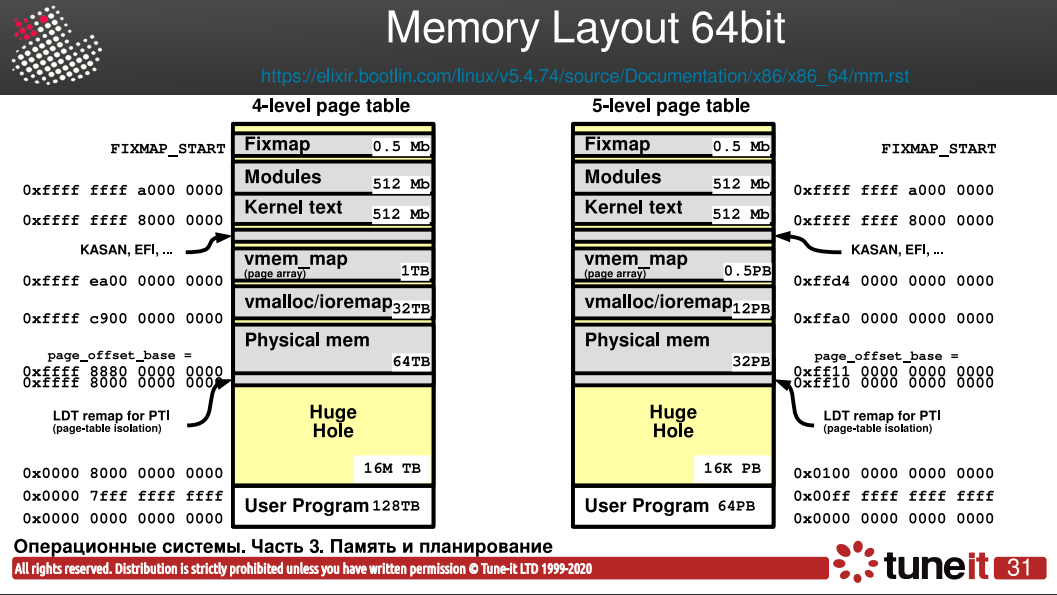 Memory Layout 64bit
https://elixir.bootlin.com/linux/v5.4.74/source/Documentation/x86/x86_64/mm.rst
4-level page table
FIXMAP_START
Fixmap 0.5 Mb
Modules 512 Mb
0xffff ffff a000 0000
Kernel text 512 Mb
0xffff ffff 8000 0000
KASAN, EFI, ...
vmem_map
(page array) 1TB
0xffff ea00 0000 0000
vmalloc/ioremap 32TB
0xffff c900 0000 0000
Physical mem
64TB
page_offset_base =
0xffff 8880 0000 0000
0xffff 8000 0000 0000
LDT remap for PTI
(page-table isolation)
Huge
Hole
16M TB
0x0000 8000 0000 0000
0x0000 7fff ffff ffff
User Program 128TB
0x0000 0000 0000 0000
5-level page table
Fixmap 0.5 Mb
FIXMAP_START
Modules 512 Mb
0xffff ffff a000 0000
Kernel text 512 Mb
0xffff ffff 8000 0000
KASAN, EFI, ...
vmem_map
(page array) 0.5PB
0xffd4 0000 0000 0000
vmalloc/ioremap 12PB
0xffa0 0000 0000 0000
Physical mem
32PB
page_offset_base =
0xff11 0000 0000 0000
0xff10 0000 0000 0000
LDT remap for PTI
(page-table isolation)
Huge
Hole
16K PB
0x0100 0000 0000 0000
0x00ff ffff ffff ffff
User Program 64PB
0x0000 0000 0000 0000
Операционные системы. Часть 3. Память и планирование
All rights reserved. Distribution is strictly prohibited unless you have written permission © Tune-it LTD 1999-2020
tuneit 31